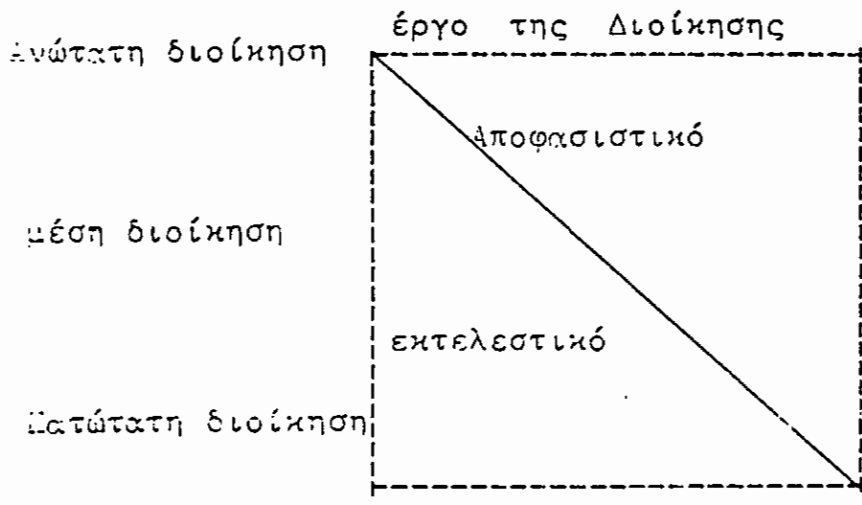 έργο της Διοίκησης
Ανώτατη διοίκηση
Αποφασιστικό
μέση διοίκηση
εκτελεστικό
Κατώτατη διοίκηση